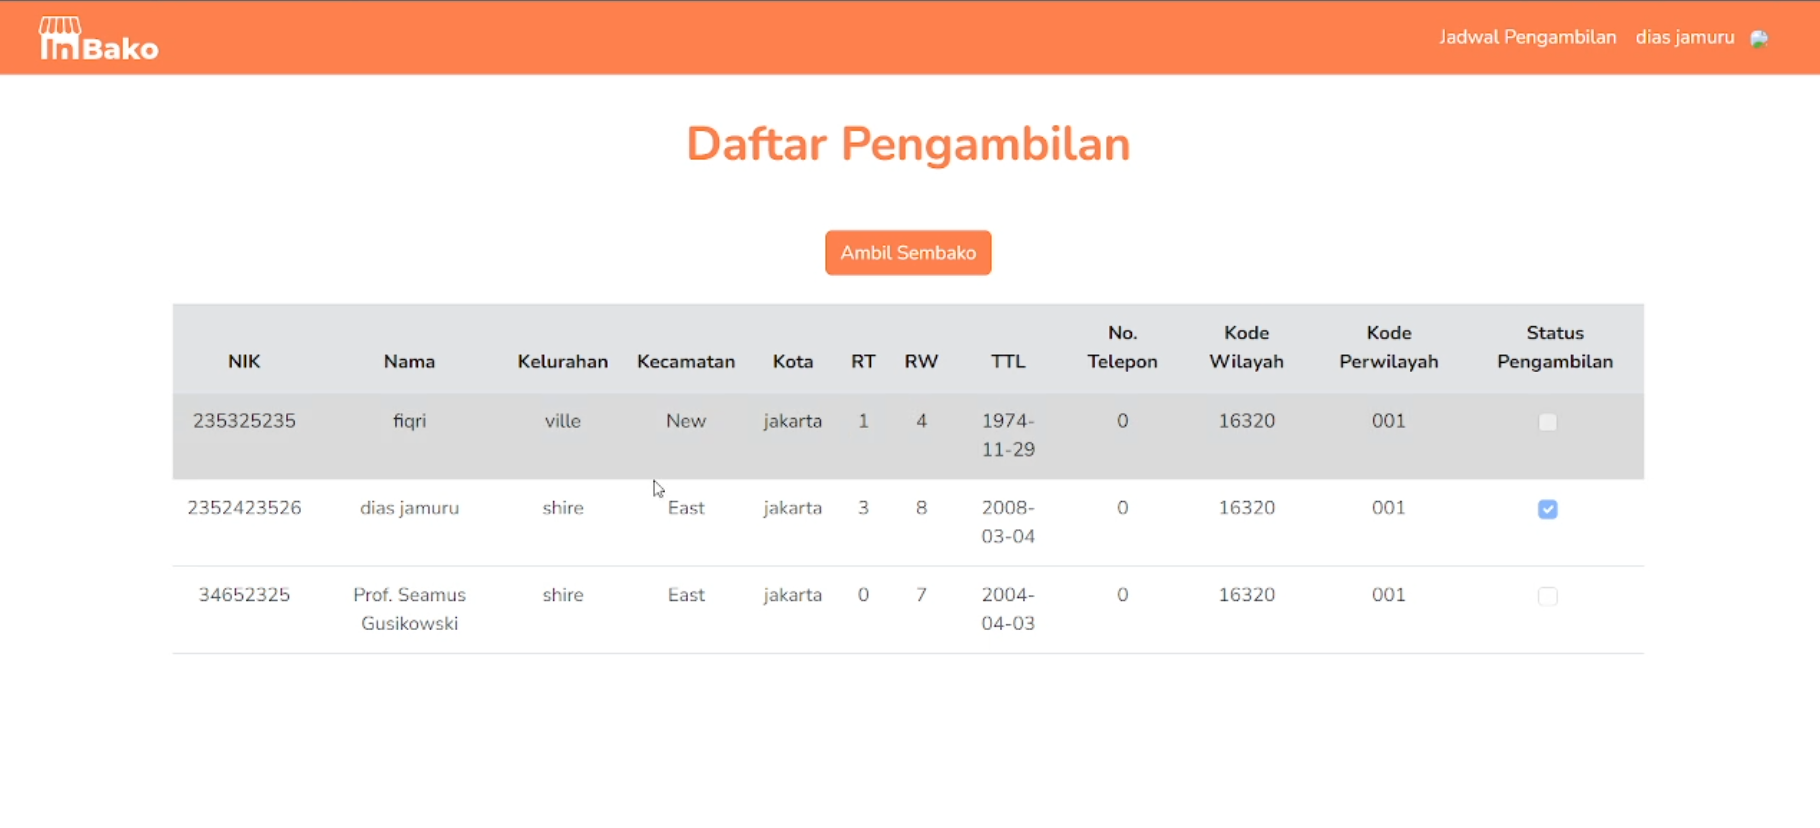 InBako
Jadwal Pengambilan dias jamuru
Daftar Pengambilan
Ambil Sembako
NIK Nama Kelurahan Kecamatan Kota RT RW TTL No. Telepon Kode Wilayah Kode Perwilayah Status Pengambilan
235325235 fiqri ville New jakarta 1 4 1974-11-29 0 16320 001
2352423526 dias jamuru shire East jakarta 3 8 2008-03-04 0 16320 001
34652325 Prof. Seamus Gusikowski shire East jakarta 0 7 2004-04-03 0 16320 001